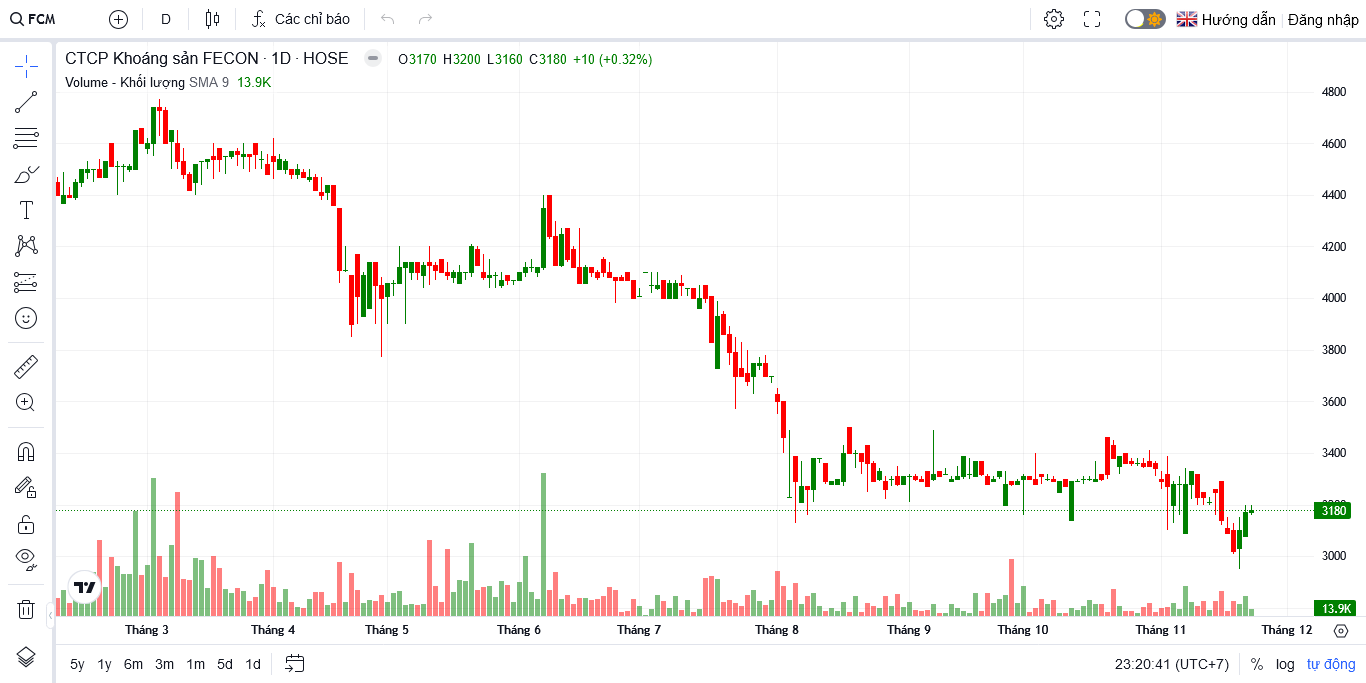 FCM D Các chỉ báo Hướng dẫn Đăng nhập
CTCP Khoáng sản FECON · 1D · HOSE O3170 H3200 L3160 C3180 +10 (+0.32%)
Volume - Khối lượng SMA 9 13.9K
4800
4600
4400
4200
4000
3800
3600
3400
3200
3180
3000
13.9K
Tháng 3 Tháng 4 Tháng 5 Tháng 6 Tháng 7 Tháng 8 Tháng 9 Tháng 10 Tháng 11 Tháng 12
5y 1y 6m 3m 1m 5d 1d 23:20:41 (UTC+7) % log tự động